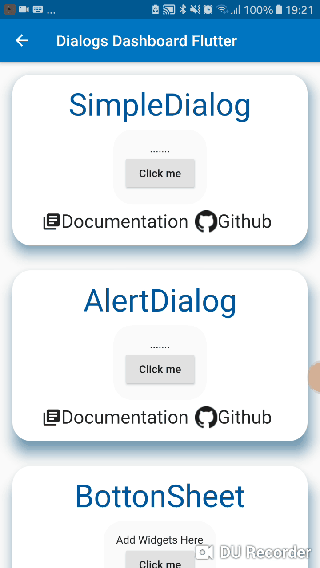 ... 100% 19:21
Dialogs Dashboard Flutter
SimpleDialog
.......
Click me
Documentation Github
AlertDialog
.......
Click me
Documentation Github
BottonSheet
Add Widgets Here
Click me
DU Recorder